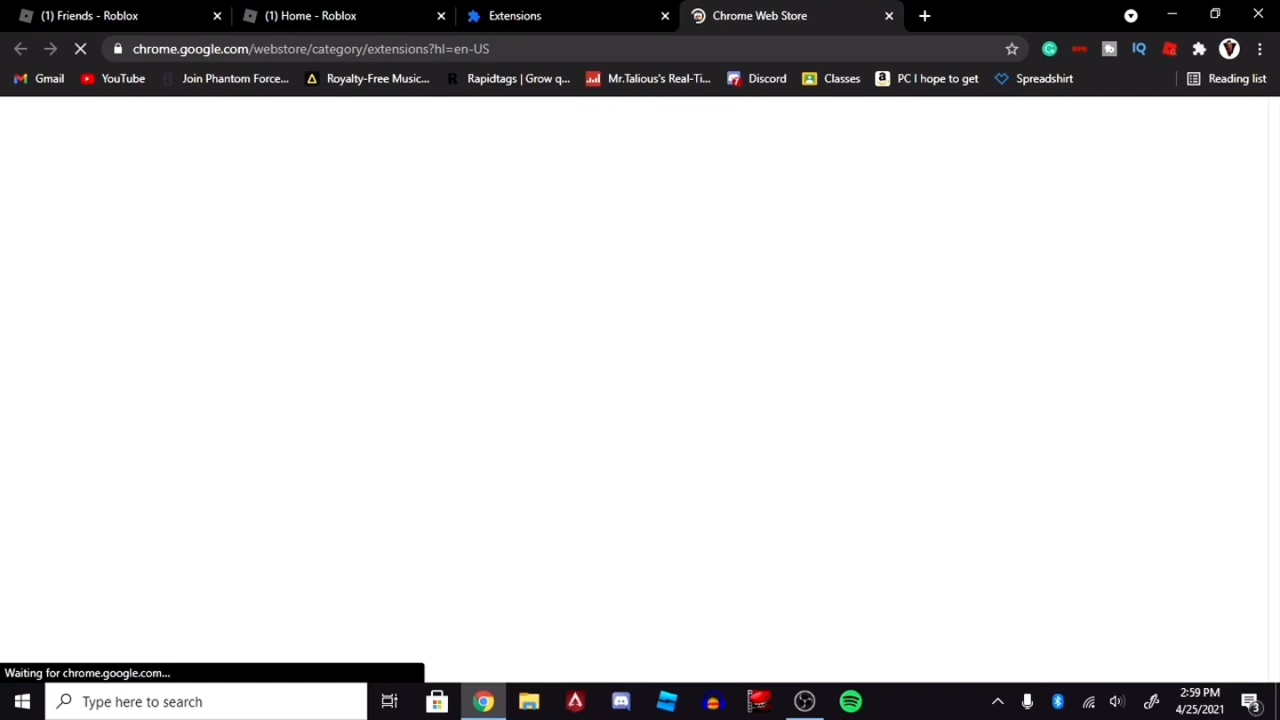 (1) Friends - Roblox
(1) Home - Roblox
Extensions
Chrome Web Store
chrome.google.com/webstore/category/extensions?hl=en-US
IQ
Gmail
YouTube
Join Phantom Force...
Royalty-Free Music...
R
Rapidtags | Grow q...
Mr.Talious's Real-Ti...
Discord
Classes
a
PC I hope to get
Spreadshirt
Reading list
Waiting for chrome.google.com...
Type here to search
2:59 PM
4/25/2021
3